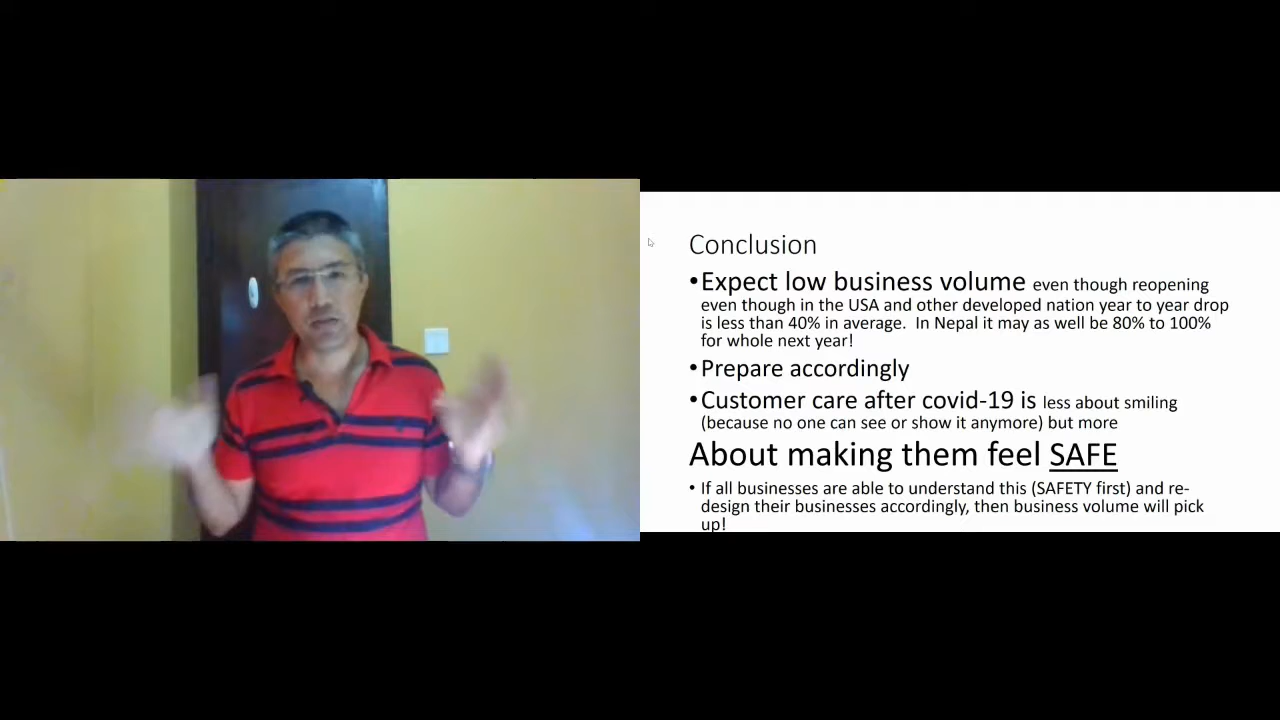 Conclusion
•Expect low business volume even though reopening
even though in the USA and other developed nation year to year drop
is less than 40% in average. In Nepal it may as well be 80% to 100%
for whole next year!
•Prepare accordingly
•Customer care after covid-19 is less about smiling
(because no one can see or show it anymore) but more
About making them feel SAFE
• If all businesses are able to understand this (SAFETY first) and re-
design their businesses accordingly, then business volume will pick
up!